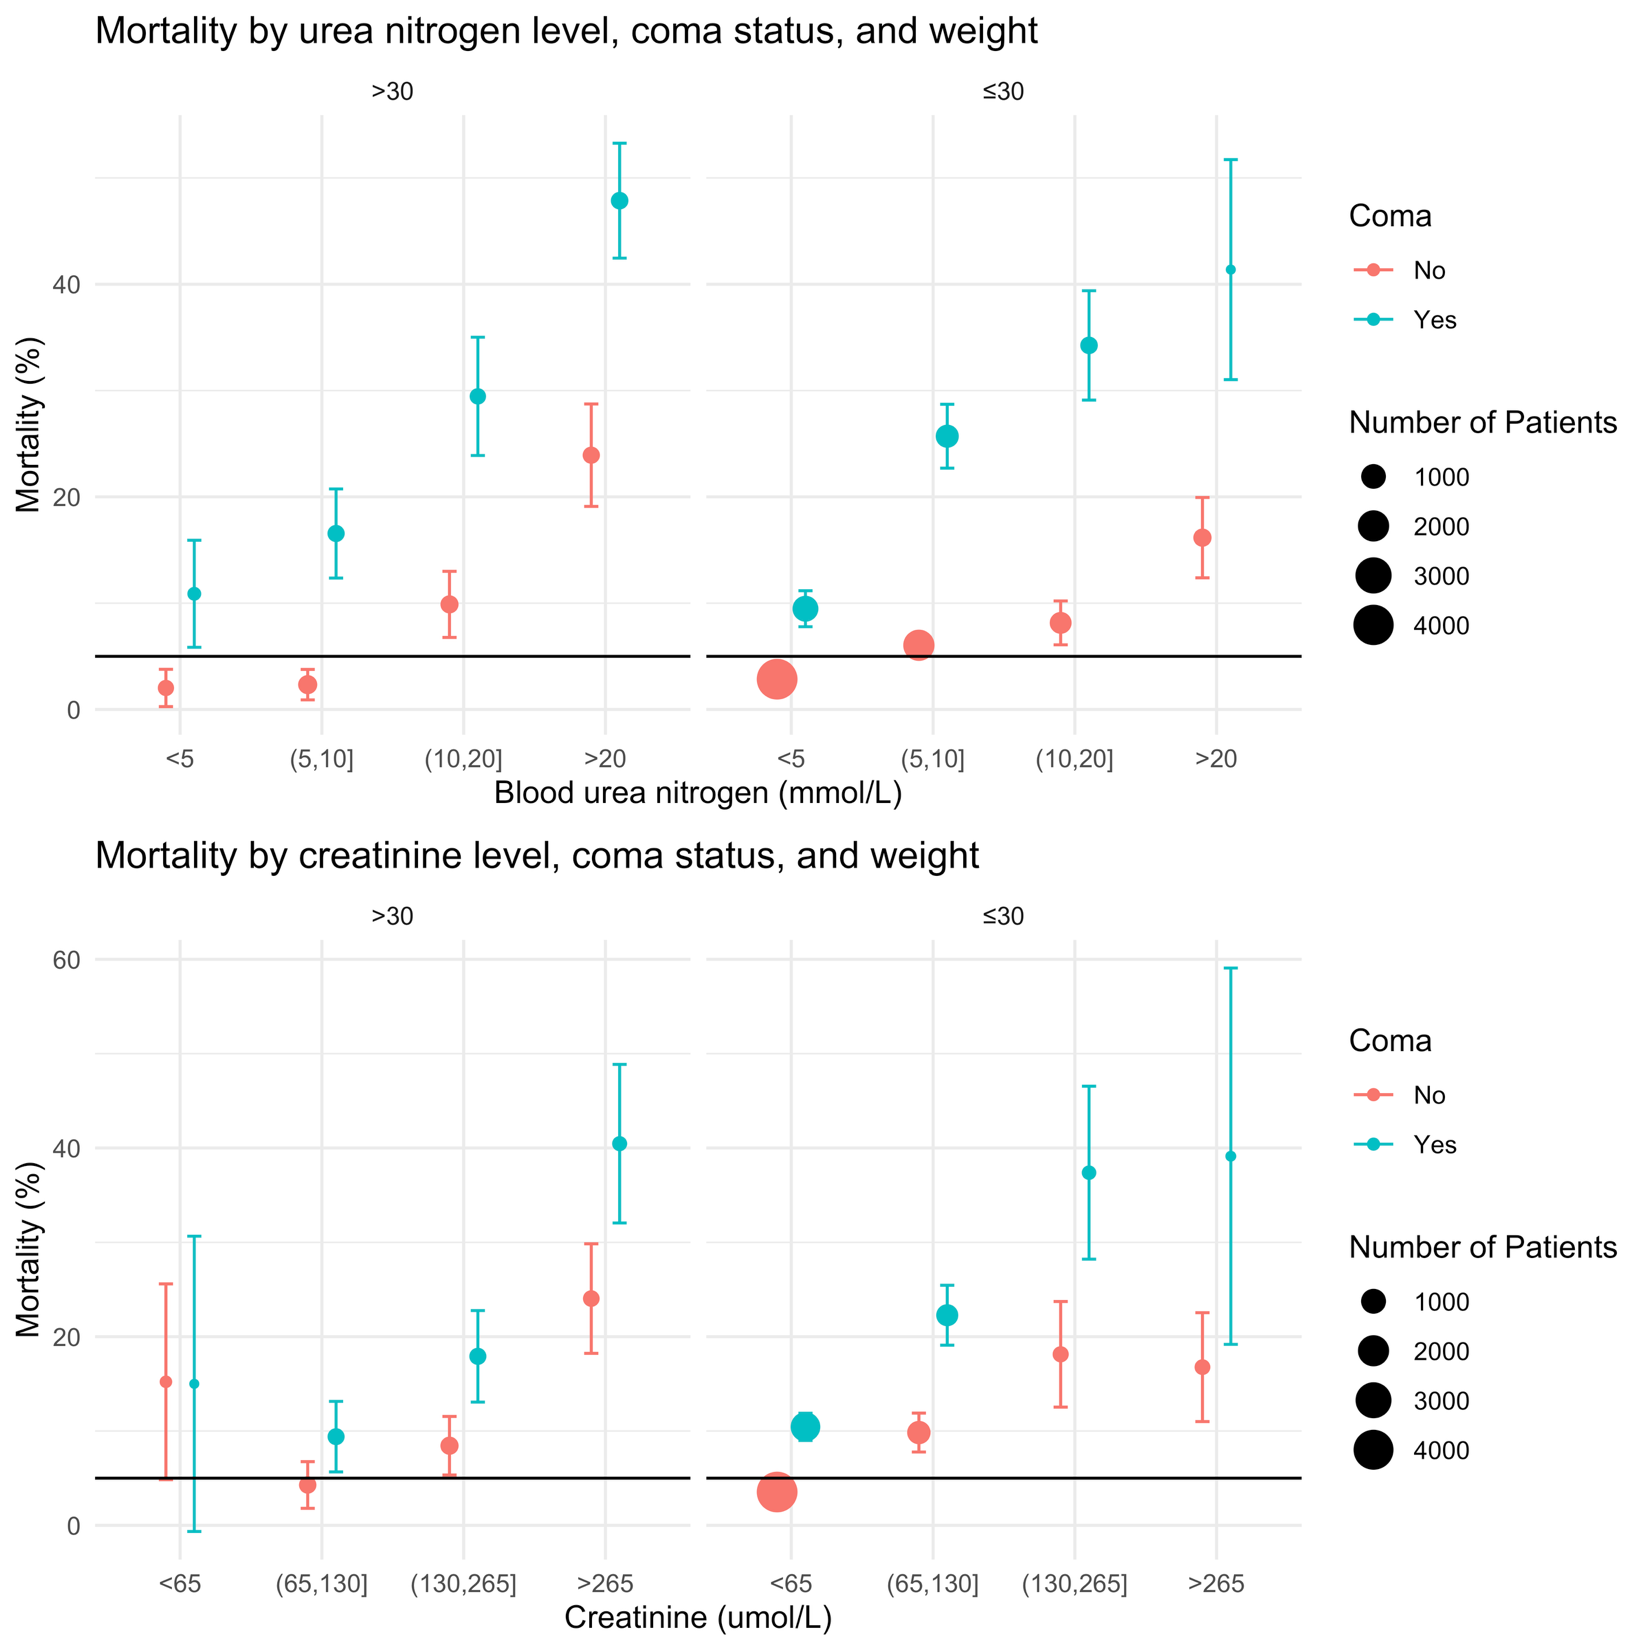 Mortality by urea nitrogen level, coma status, and weight
>30
≤30
Mortality (%)
40
20
0
<5
(5,10]
(10,20]
>20
<5
(5,10]
(10,20]
>20
Blood urea nitrogen (mmol/L)
Coma
No
Yes
Number of Patients
1000
2000
3000
4000
Mortality by creatinine level, coma status, and weight
>30
≤30
Mortality (%)
60
40
20
0
<65
(65,130]
(130,265]
>265
<65
(65,130]
(130,265]
>265
Creatinine (umol/L)
Coma
No
Yes
Number of Patients
1000
2000
3000
4000